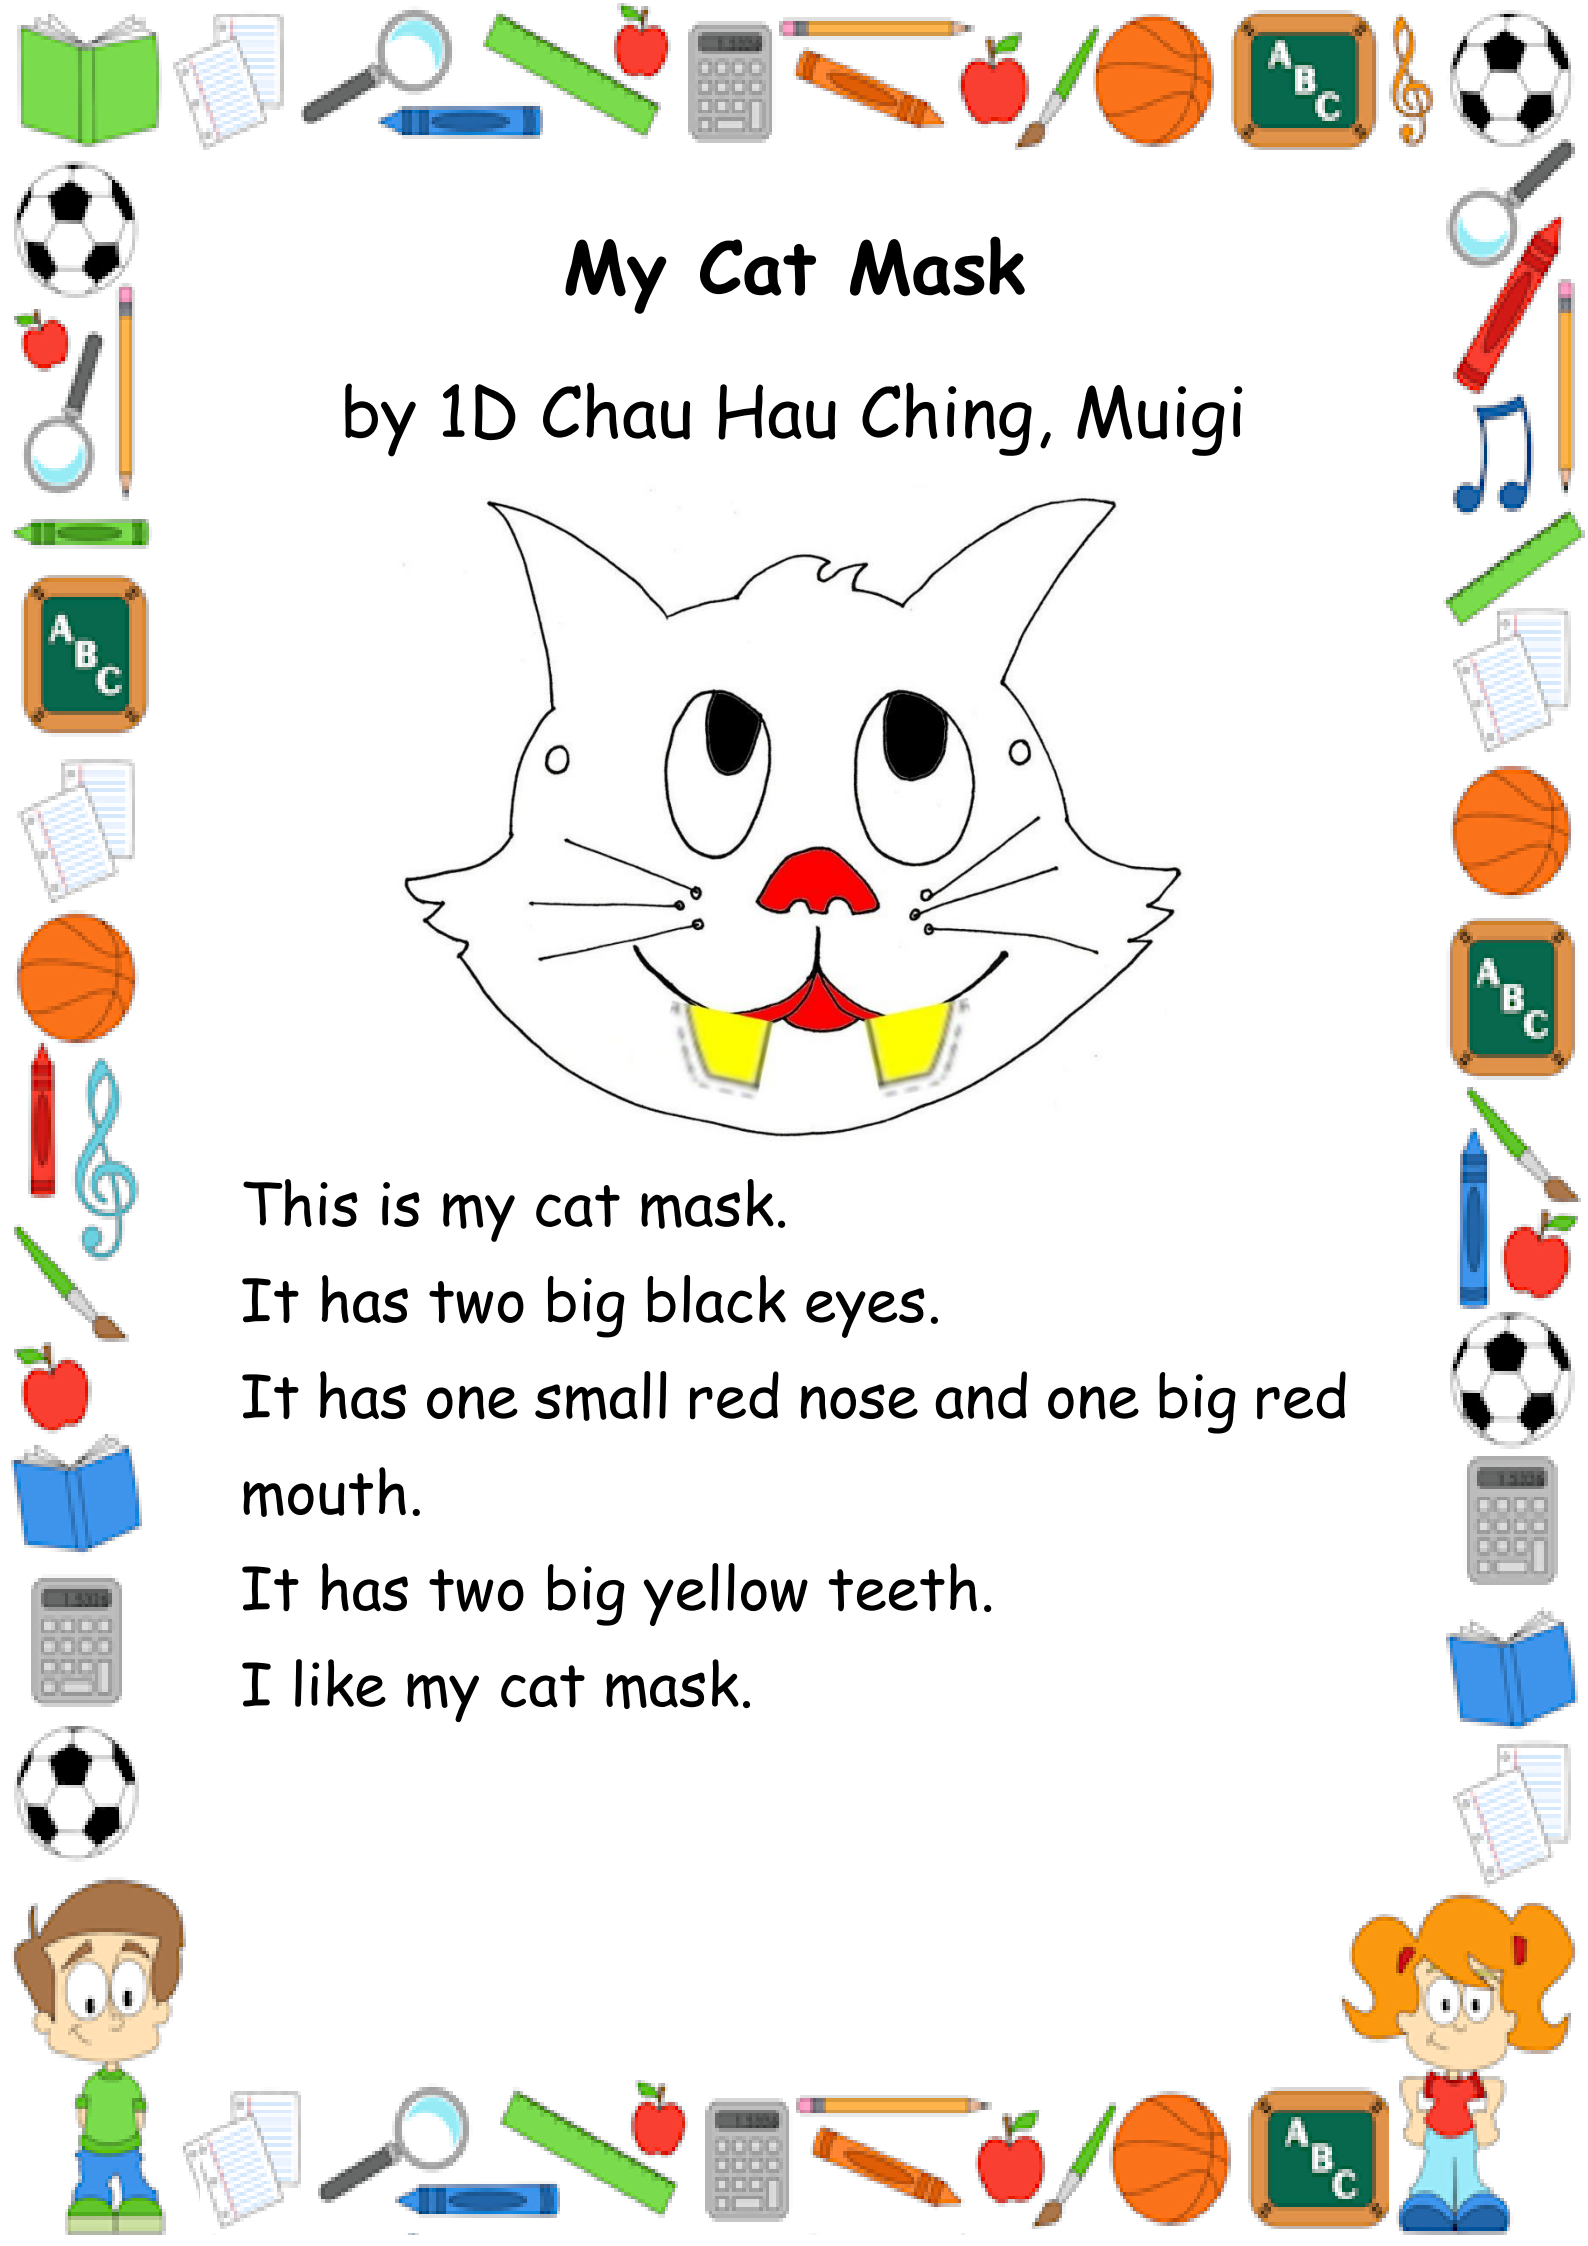 My Cat Mask
by 1D Chau Hau Ching, Muigi
This is my cat mask.
It has two big black eyes.
It has one small red nose and one big red
mouth.
It has two big yellow teeth.
I like my cat mask.
A
B
C
A
B
C
A
B
C
A
B
C